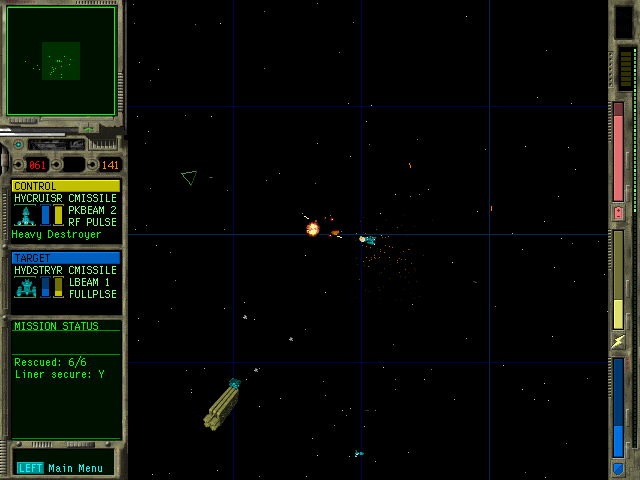 061 141
CONTROL
HVCRUISR CMISSILE
PKBEAM 2
RF PULSE
Heavy Destroyer
TARGET
HVDSTRYR CMISSILE
LBEAM 1
FULLPLSE
MISSION STATUS
Rescued: 6/6
Liner secure: Y
LEFT Main Menu